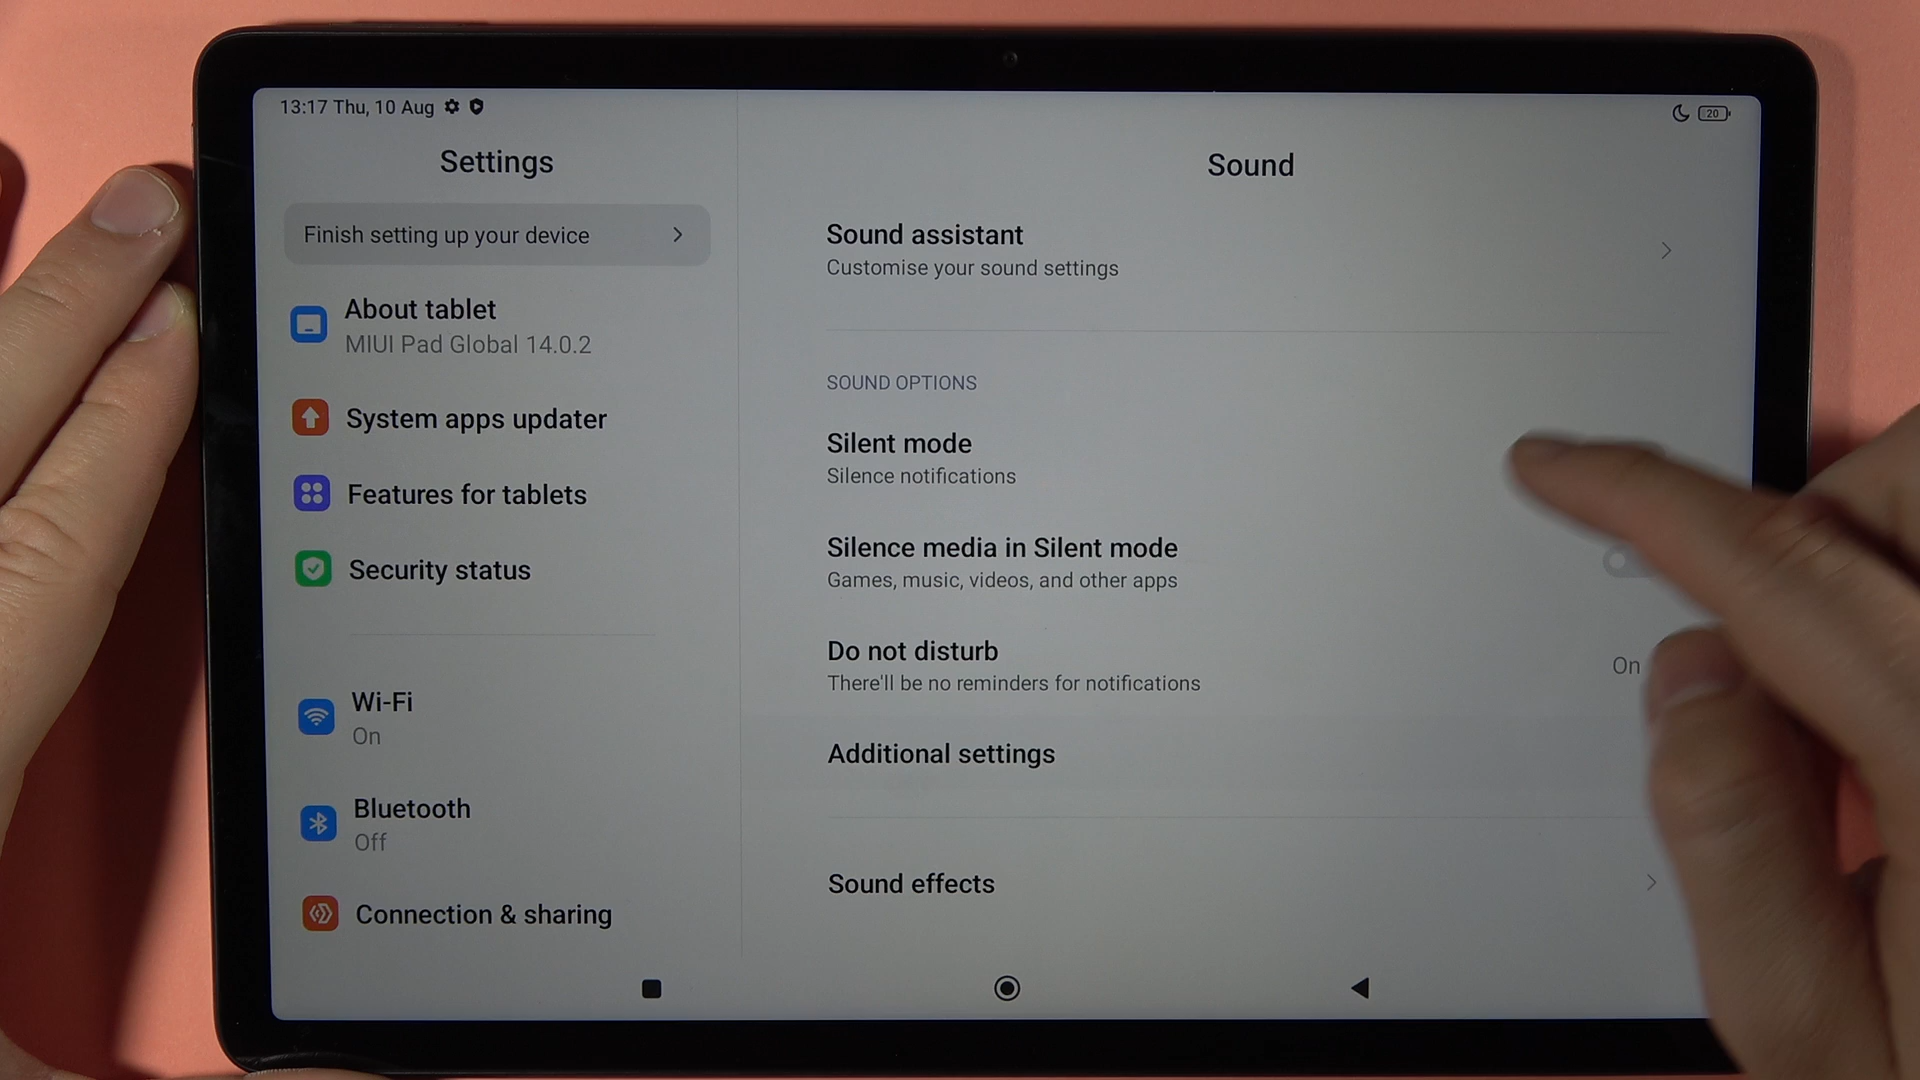 13:17 Thu, 10 Aug
20
Settings
Finish setting up your device
About tablet
MIUI Pad Global 14.0.2
System apps updater
Features for tablets
Security status
Wi-Fi
On
Bluetooth
Off
Connection & sharing
Sound
Sound assistant
Customise your sound settings
SOUND OPTIONS
Silent mode
Silence notifications
Silence media in Silent mode
Games, music, videos, and other apps
Do not disturb
There'll be no reminders for notifications
On
Additional settings
Sound effects